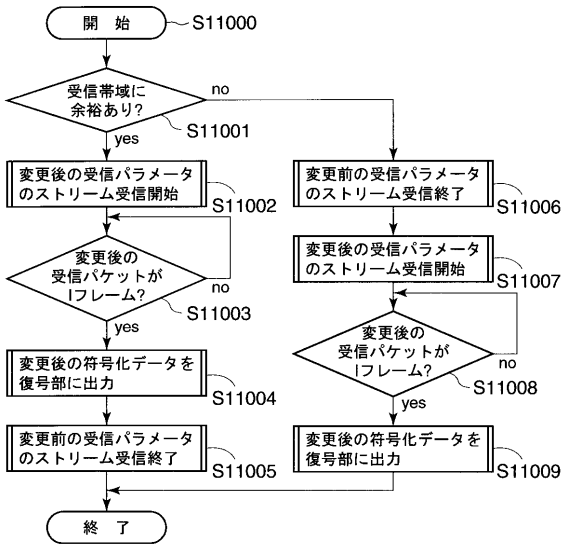 開 始
S11000
受信帯域に
余裕あり?
no
yes
S11001
変更後の受信パラメータ
のストリーム受信開始
S11002
変更前の受信パラメータ
のストリーム受信終了
S11006
変更後の
受信パケットが
Iフレーム?
no
yes
S11003
変更後の受信パラメータ
のストリーム受信開始
S11007
変更後の
受信パケットが
Iフレーム?
no
yes
S11008
変更後の符号化データを
復号部に出力
S11004
変更前の受信パラメータ
のストリーム受信終了
S11005
変更後の符号化データを
復号部に出力
S11009
終 了